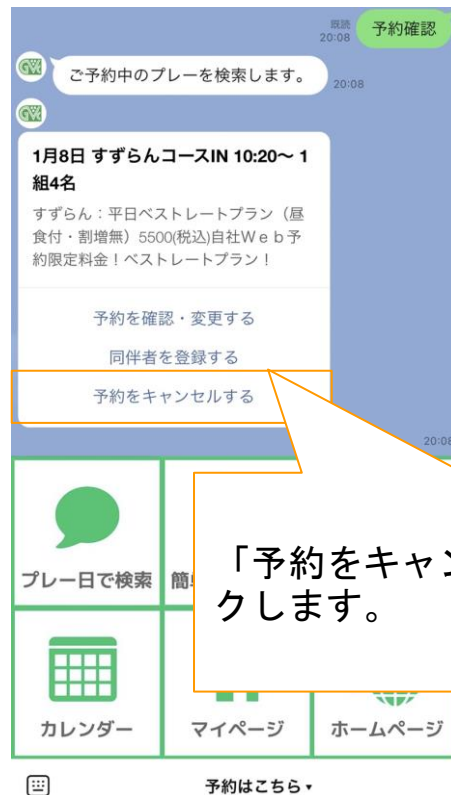 予約確認
既読
20:08
ご予約中のプレーを検索します。
20:08
1月8日 すずらんコースIN 10:20〜 1
組4名
すずらん：平日ベストレートプラン（昼
食付・割増無）5500(税込)自社Ｗｅｂ予
約限定料金！ベストレートプラン！
予約を確認・変更する
同伴者を登録する
予約をキャンセルする
20:08
「予約をキャン
クします。
プレー日で検索
簡
カレンダー
マイページ
ホームページ
予約はこちら▾